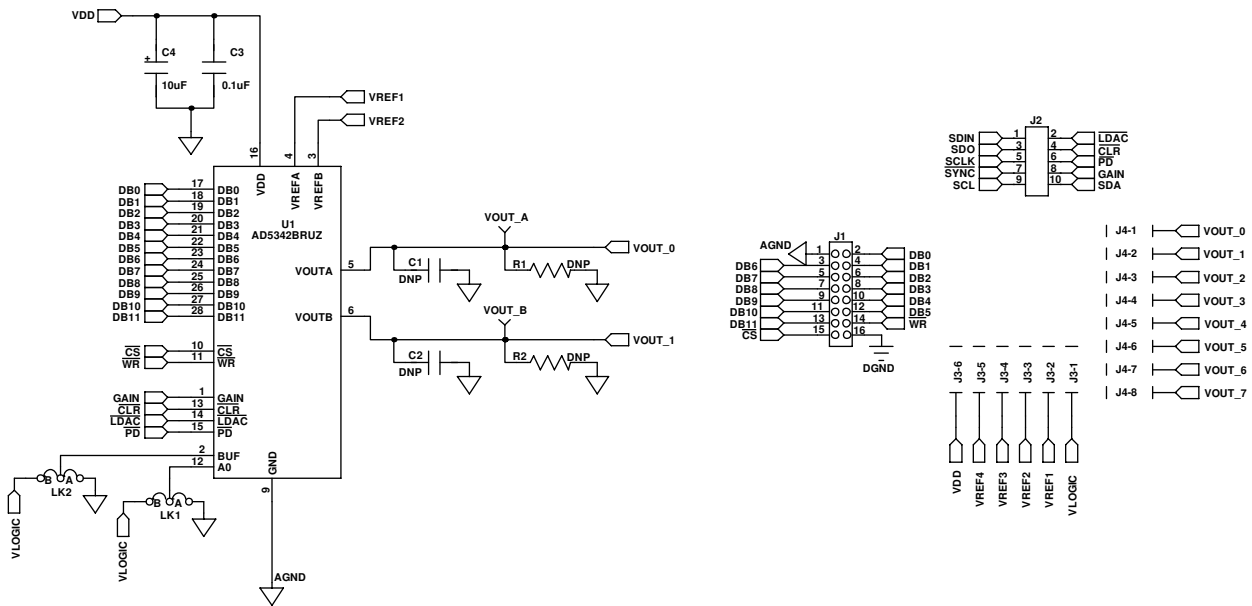 VDD
C4
C3
+
10uF
0.1uF
VREF1
VREF2
16
4
3
VDD
VREFA
VREFB
U1
AD5342BRUZ
DB0 17 DB0
DB1 18 DB1
DB2 19 DB2
DB3 20 DB3
DB4 21 DB4
DB5 22 DB5
DB6 23 DB6
DB7 24 DB7
DB8 25 DB8
DB9 26 DB9
DB10 27 DB10
DB11 28 DB11
CS 10 CS
WR 11 WR
GAIN 1 GAIN
CLR 13 CLR
LDAC 14 LDAC
PD 15 PD
2 BUF
12 A0
GND
9
AGND
B A
LK2
VLOGIC
B A
LK1
VLOGIC
VOUTA 5
VOUT_A
VOUT_0
C1
DNP
R1 DNP
VOUTB 6
VOUT_B
VOUT_1
C2
DNP
R2 DNP
J1
AGND 1 2 DB0
DB6 3 4 DB1
DB7 5 6 DB2
DB8 7 8 DB3
DB9 9 10 DB4
DB10 11 12 DB5
DB11 13 14 WR
CS 15 16
DGND
J2
SDIN 1 2 LDAC
SDO 3 4 CLR
SCLK 5 6 PD
SYNC 7 8 GAIN
SCL 9 10 SDA
J4-1 VOUT_0
J4-2 VOUT_1
J4-3 VOUT_2
J4-4 VOUT_3
J4-5 VOUT_4
J4-6 VOUT_5
J4-7 VOUT_6
J4-8 VOUT_7
J3-6
J3-5
J3-4
J3-3
J3-2
J3-1
VDD
VREF4
VREF3
VREF2
VREF1
VLOGIC